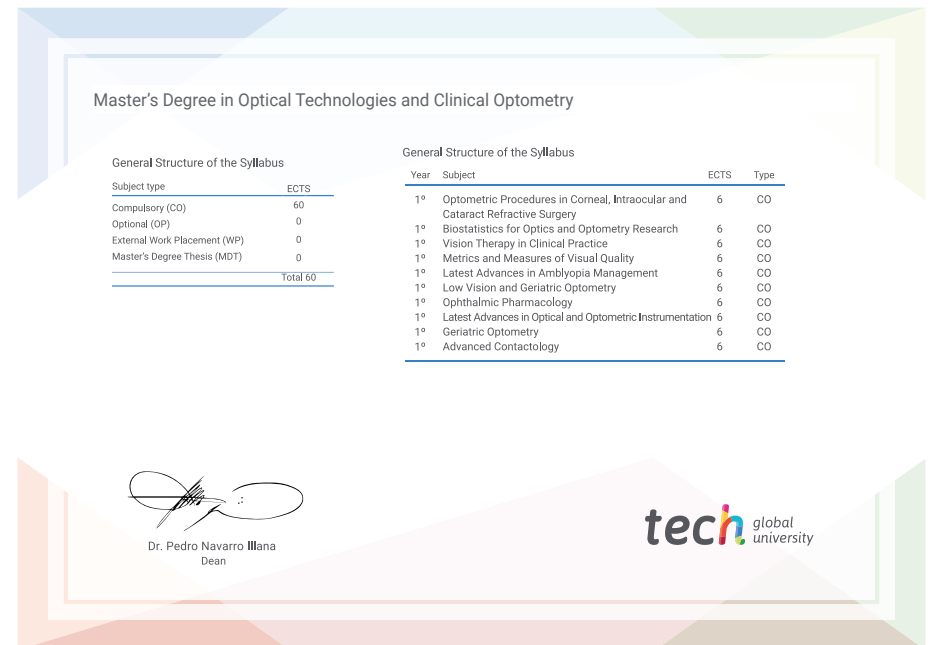 Master's Degree in Optical Technologies and Clinical Optometry
General Structure of the Syllabus
Subject type ECTS
Compulsory (CO) 60
Optional (OP) 0
External Work Placement (WP) 0
Master's Degree Thesis (MDT) 0
Total 60
General Structure of the Syllabus
Year Subject ECTS Type
1º Optometric Procedures in Corneal, Intraocular and 6 CO
Cataract Refractive Surgery
1º Biostatistics for Optics and Optometry Research 6 CO
1º Vision Therapy in Clinical Practice 6 CO
1º Metrics and Measures of Visual Quality 6 CO
1º Latest Advances in Amblyopia Management 6 CO
1º Low Vision and Geriatric Optometry 6 CO
1º Ophthalmic Pharmacology 6 CO
1º Latest Advances in Optical and Optometric Instrumentation 6 CO
1º Geriatric Optometry 6 CO
1º Advanced Contactology 6 CO
Dr. Pedro Navarro Illana
Dean
tech global
university